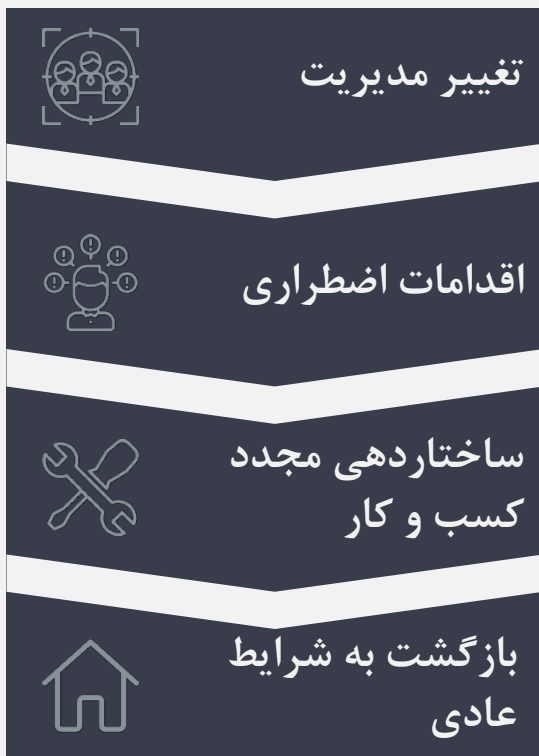 تغییر مدیریت
اقدامات اضطراری
ساختاردهی مجدد
کسب و کار
بازگشت به شرایط
عادی